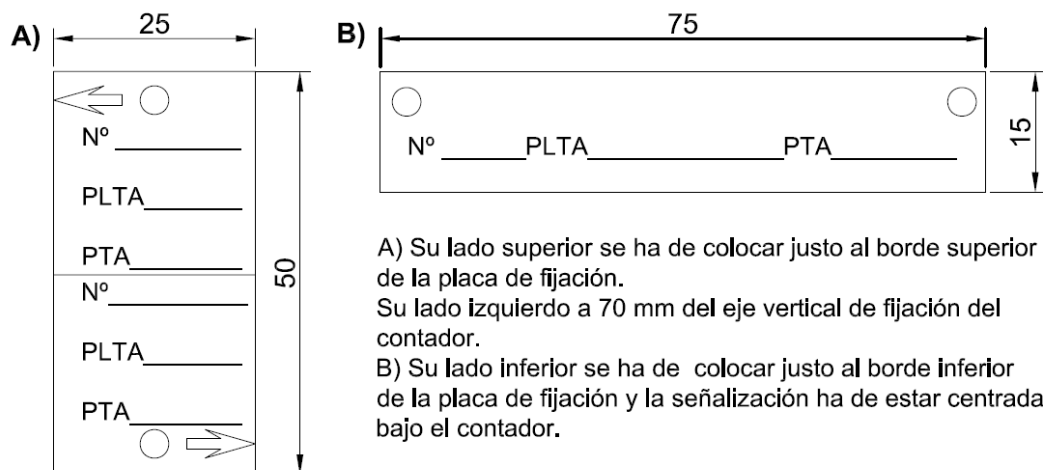 A)
25
Nº
PLTA
PTA
Nº
PLTA
PTA
50
B)
75
Nº PLTA PTA
15
A) Su lado superior se ha de colocar justo al borde superior
de la placa de fijación.
Su lado izquierdo a 70 mm del eje vertical de fijación del
contador.
B) Su lado inferior se ha de colocar justo al borde inferior
de la placa de fijación y la señalización ha de estar centrada
bajo el contador.